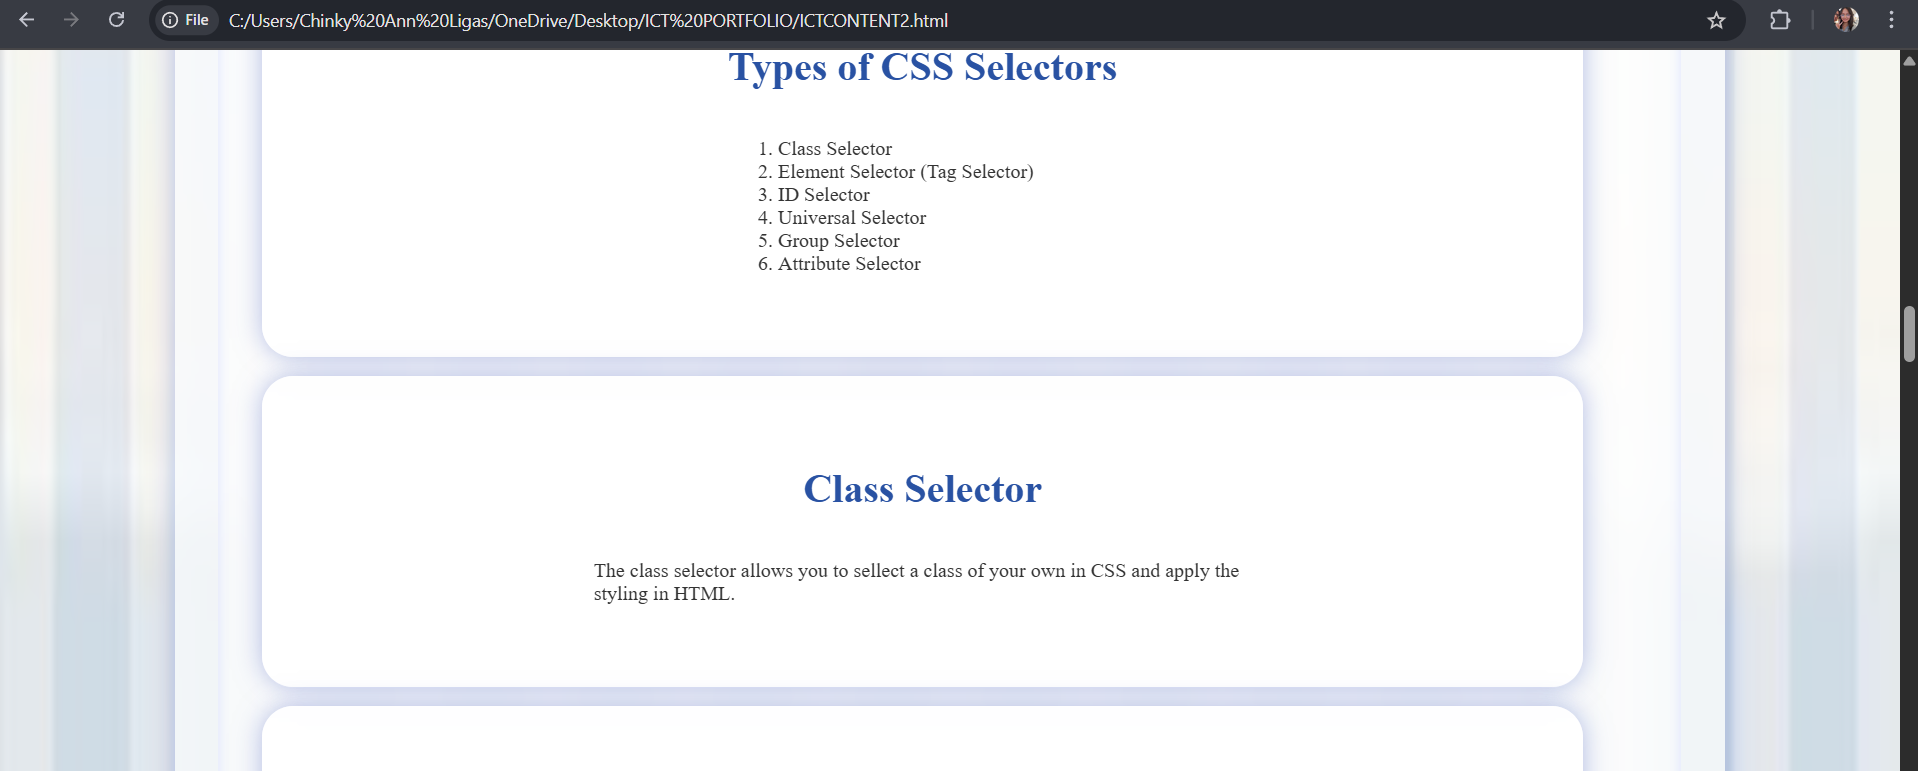 File
C:/Users/Chinky%20Ann%20Ligas/OneDrive/Desktop/ICT%20PORTFOLIO/ICTCONTENT2.html
Types of CSS Selectors
1. Class Selector
2. Element Selector (Tag Selector)
3. ID Selector
4. Universal Selector
5. Group Selector
6. Attribute Selector
Class Selector
The class selector allows you to sellect a class of your own in CSS and apply the
styling in HTML.